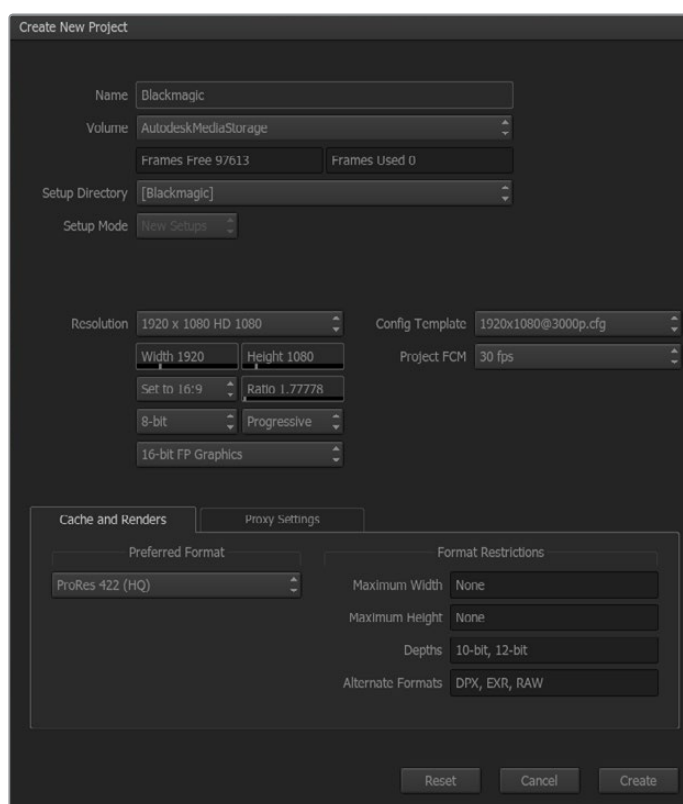 Create New Project
Name Blackmagic
Volume AutodeskMediaStorage
Frames Free 97613 Frames Used 0
Setup Directory [Blackmagic]
Setup Mode New Setups
Resolution 1920 x 1080 HD 1080 Config Template 1920x1080@3000p.cfg
Width 1920 Height 1080 Project FCM 30 fps
Set to 16:9 Ratio 1.77778
8-bit Progressive
16-bit FP Graphics
Cache and Renders Proxy Settings
Preferred Format Format Restrictions
ProRes 422 (HQ) Maximum Width None
Maximum Height None
Depths 10-bit, 12-bit
Alternate Formats DPX, EXR, RAW
Reset Cancel Create